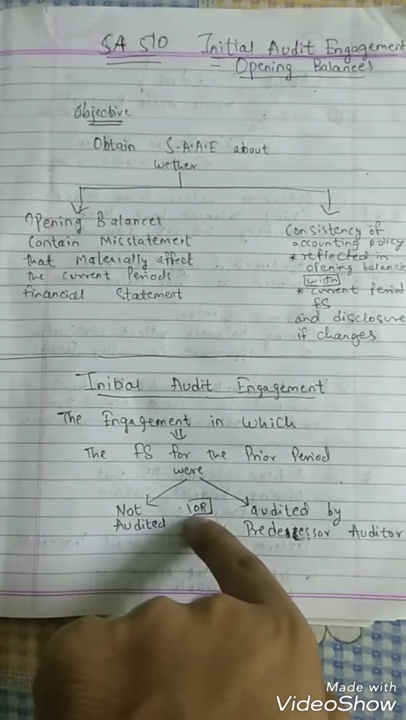 SA 510 Initial Audit Engagement
= Opening Balances
Objective
Obtain S.A.A.E about
wether
Opening Balances
Contain Misstatement
that Materially affect
the current Periods
financial Statement
Consistency of
accounting policy
* reflected in
opening balance
with
* current Period
FS
and disclosure
if changes
Initial Audit Engagement
The Engagement in which
The FS for the Prior Period
were
Not
Audited
OR
audited by
Predessor Auditor
Made with
VideoShow